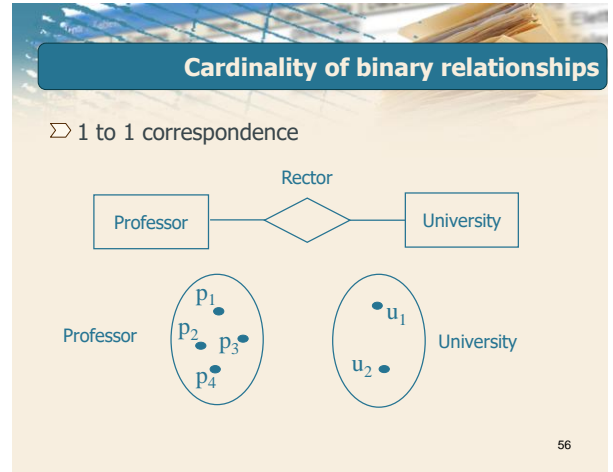 Cardinality of binary relationships
1 to 1 correspondence
Rector
Professor
University
Professor
p1
p2
p3
p4
u1
u2
University
56